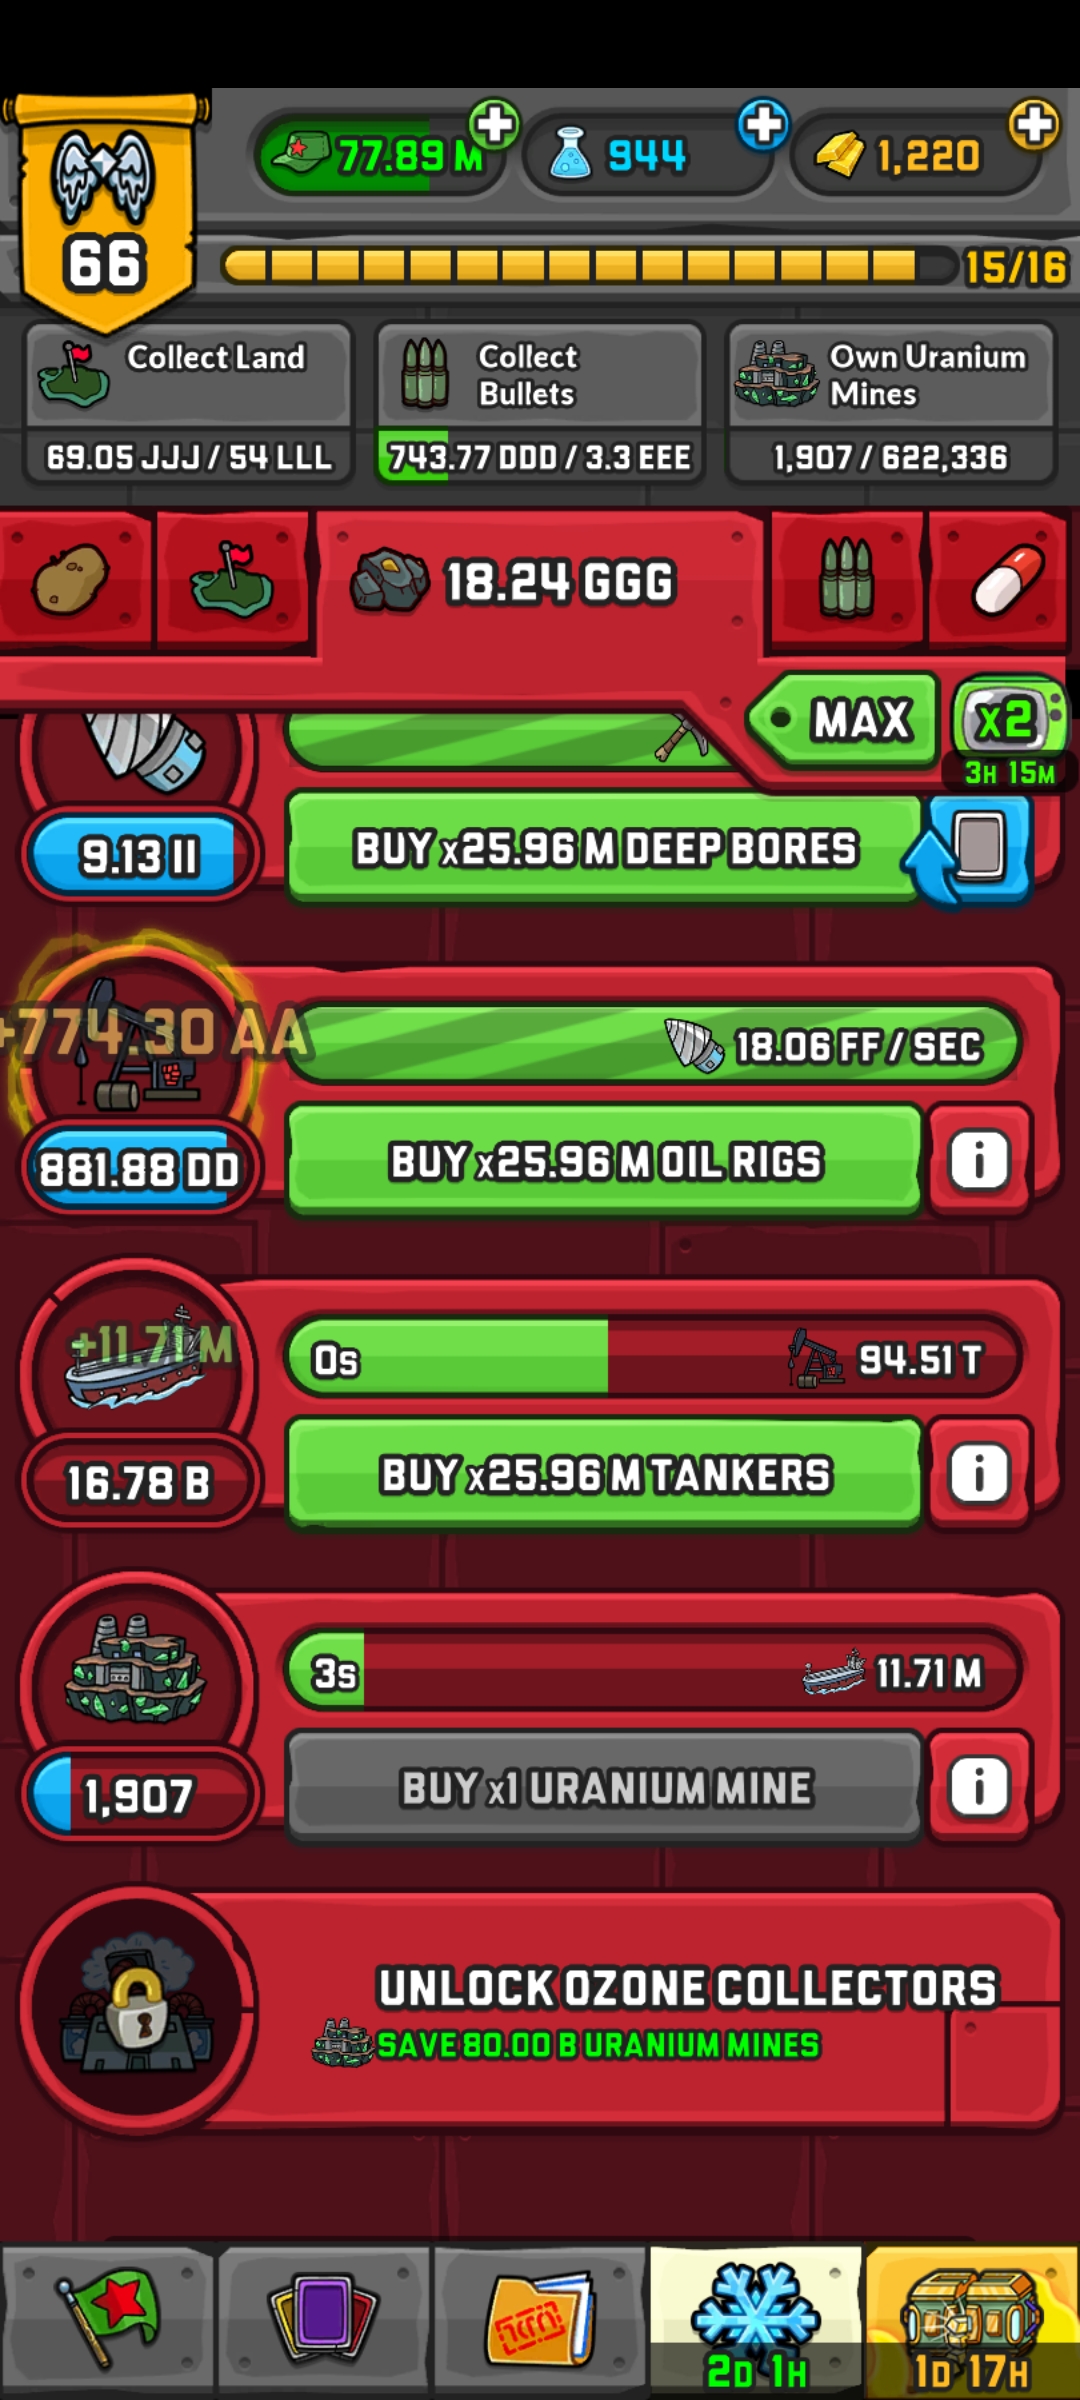 77.89 M
944
1,220
66
15/16
Collect Land
69.05 JJJ / 54 LLL
Collect
Bullets
743.77 DDD / 3.3 EEE
Own Uranium
Mines
1,907 / 622,336
18.24 GGG
MAX
x2
3H 15M
9.13 II
BUY x25.96 M DEEP BORES
+774.30 AA
18.06 FF / SEC
881.88 DD
BUY x25.96 M OIL RIGS
i
+11.71 M
0s
94.51 T
16.78 B
BUY x25.96 M TANKERS
i
3s
11.71 M
1,907
BUY x1 URANIUM MINE
i
UNLOCK OZONE COLLECTORS
SAVE 80.00 B URANIUM MINES
2D 1H
1D 17H